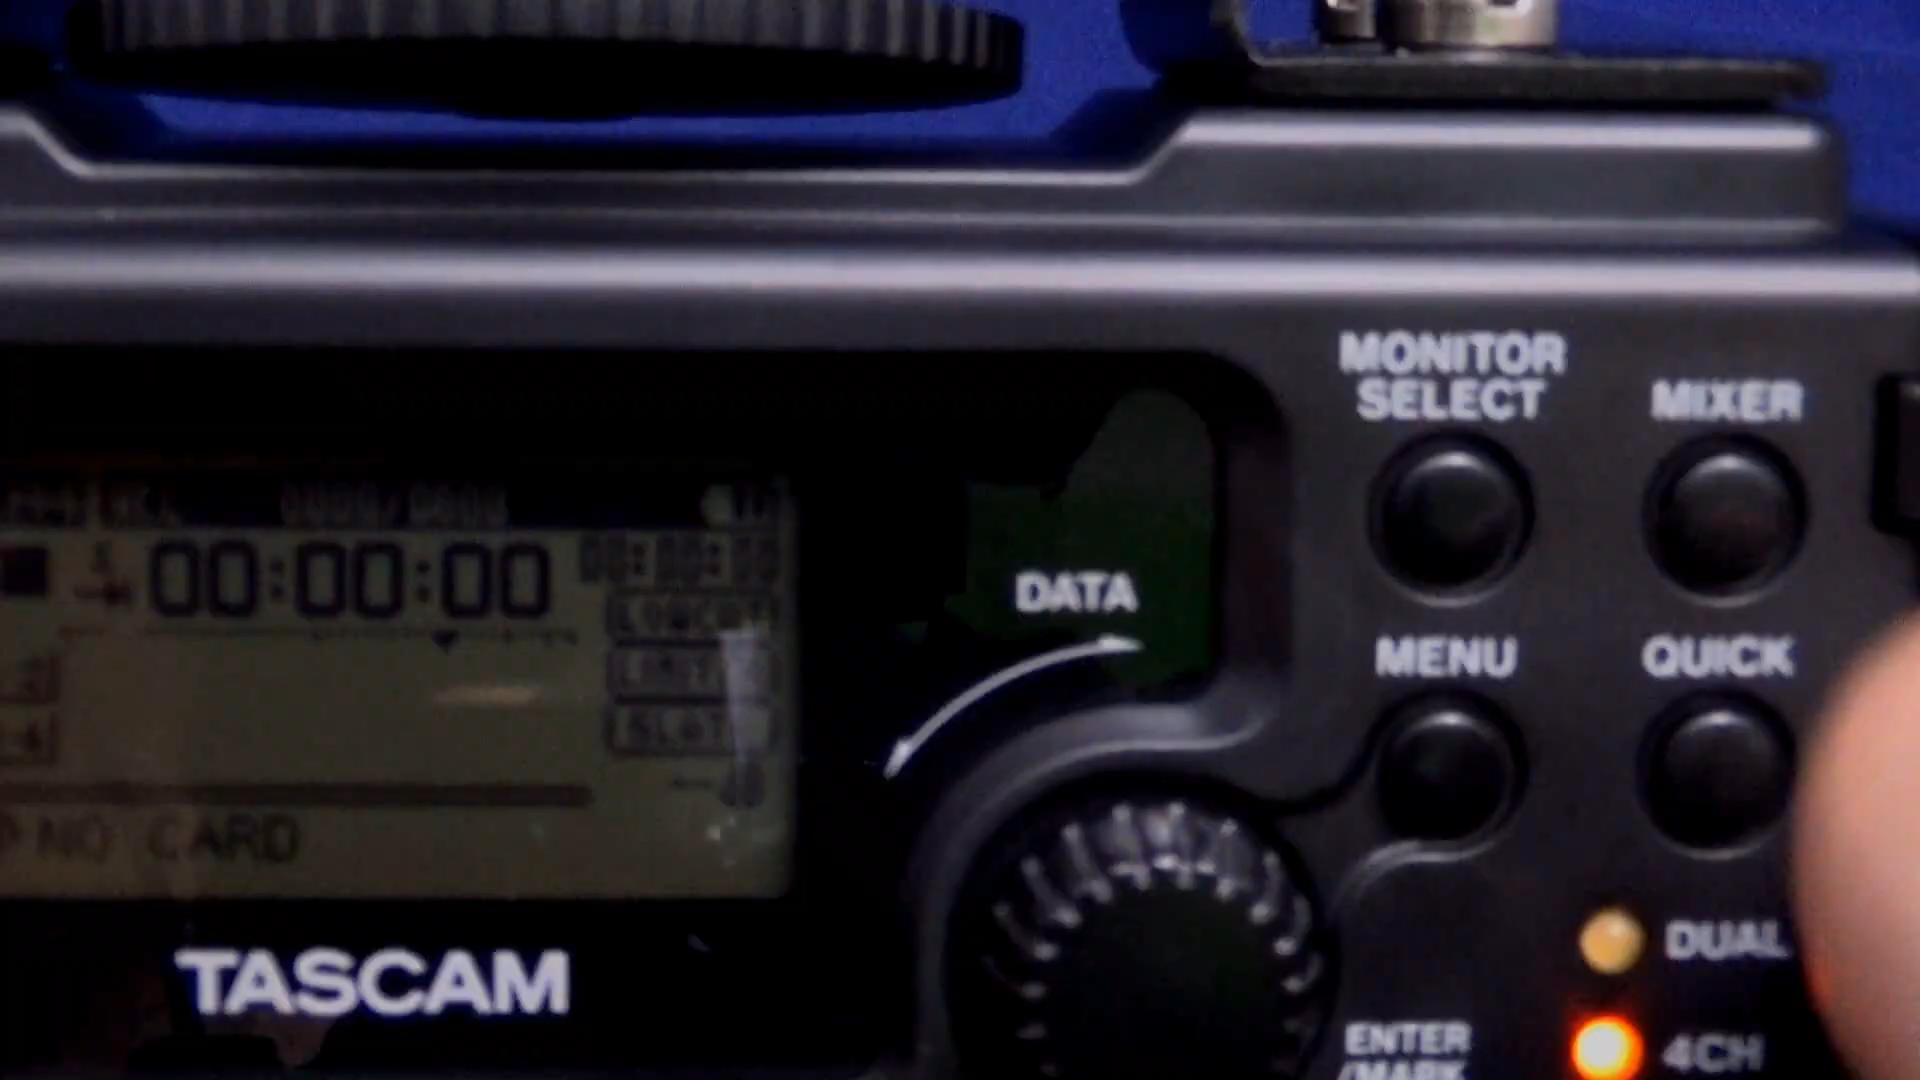 MONITOR
SELECT
MIXER
00:00:00
DATA
MENU
QUICK
NO CARD
TASCAM
DUAL
ENTER
/MARK
4CH